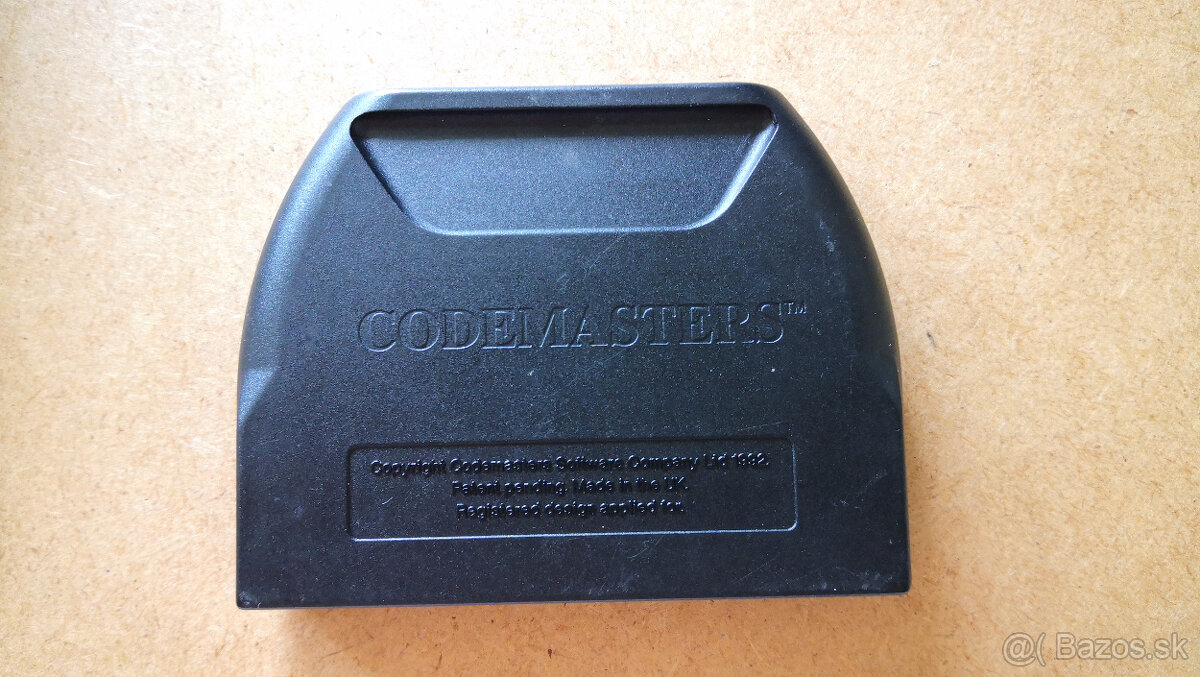 CODEMASTERS™
Copyright Codemasters Software Company Ltd 1992.
Patent pending. Made in the UK.
Registered design applied for.
@( Bazos.sk